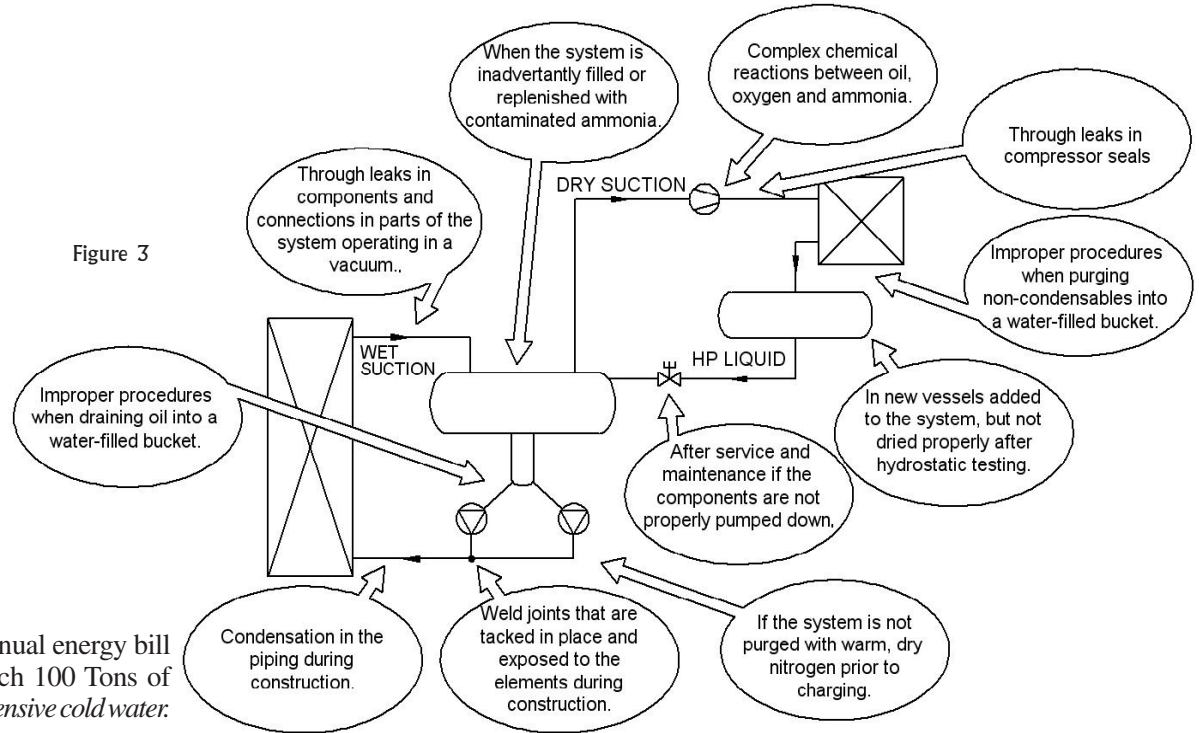 When the system is
inadvertantly filled or
replenished with
contaminated ammonia.
Complex chemical
reactions between oil,
oxygen and ammonia.
Through leaks in
compressor seals
Through leaks in
components and
connections in parts of the
system operating in a
vacuum.,
DRY SUCTION
Figure 3
Improper procedures
when purging
non-condensables into
a water-filled bucket.
WET
SUCTION
HP LIQUID
Improper procedures
when draining oil into a
water-filled bucket.
In new vessels added
to the system, but not
dried properly after
hydrostatic testing.
After service and
maintenance if the
components are not
properly pumped down,
Condensation in the
piping during
construction.
Weld joints that are
tacked in place and
exposed to the
elements during
construction.
If the system is not
purged with warm, dry
nitrogen prior to
charging.
nual energy bill
ch 100 Tons of
ensive cold water.